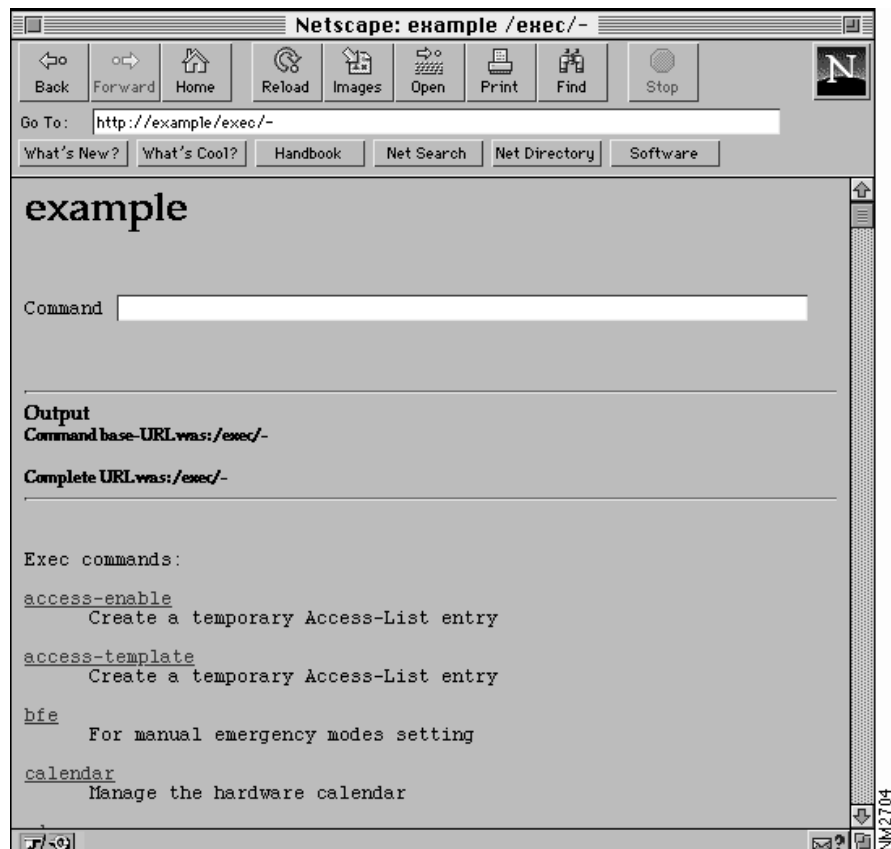 Netscape: example /exec/-
Back Forward Home Reload Images Open Print Find Stop
N
Go To: http://example/exec/-
What's New? What's Cool? Handbook Net Search Net Directory Software
example
Command
Output
Command base-URL was: /exec/-
Complete URL was: /exec/-
Exec commands:
access-enable
Create a temporary Access-List entry
access-template
Create a temporary Access-List entry
bfe
For manual emergency modes setting
calendar
Manage the hardware calendar
NM2704